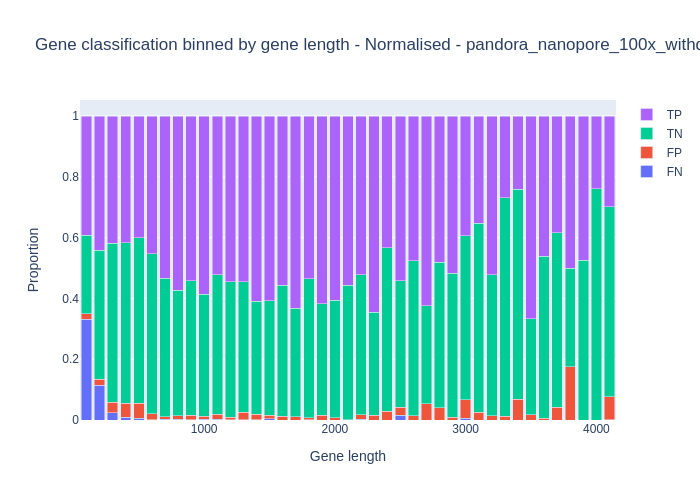 Gene classification binned by gene length - Normalised - pandora_nanopore_100x_witho
1
0.8
0.6
0.4
0.2
0
Proportion
1000
2000
3000
4000
Gene length
TP
TN
FP
FN